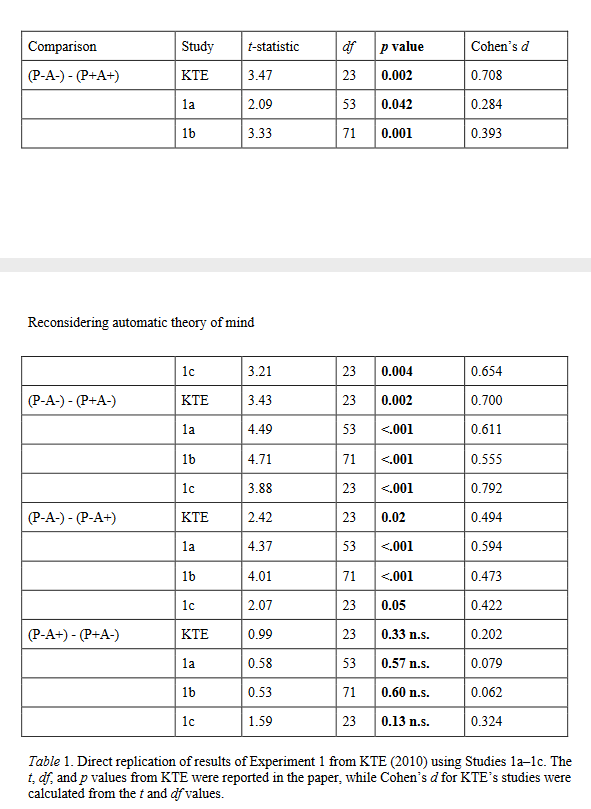 Comparison Study t-statistic df p value Cohen's d
(P-A-) - (P+A+) KTE 3.47 23 0.002 0.708
1a 2.09 53 0.042 0.284
1b 3.33 71 0.001 0.393
Reconsidering automatic theory of mind
1c 3.21 23 0.004 0.654
(P-A-) - (P+A-) KTE 3.43 23 0.002 0.700
1a 4.49 53 <.001 0.611
1b 4.71 71 <.001 0.555
1c 3.88 23 <.001 0.792
(P-A-) - (P-A+) KTE 2.42 23 0.02 0.494
1a 4.37 53 <.001 0.594
1b 4.01 71 <.001 0.473
1c 2.07 23 0.05 0.422
(P-A+) - (P+A-) KTE 0.99 23 0.33 n.s. 0.202
1a 0.58 53 0.57 n.s. 0.079
1b 0.53 71 0.60 n.s. 0.062
1c 1.59 23 0.13 n.s. 0.324
Table 1. Direct replication of results of Experiment 1 from KTE (2010) using Studies 1a–1c. The
t, df, and p values from KTE were reported in the paper, while Cohen's d for KTE's studies were
calculated from the t and df values.